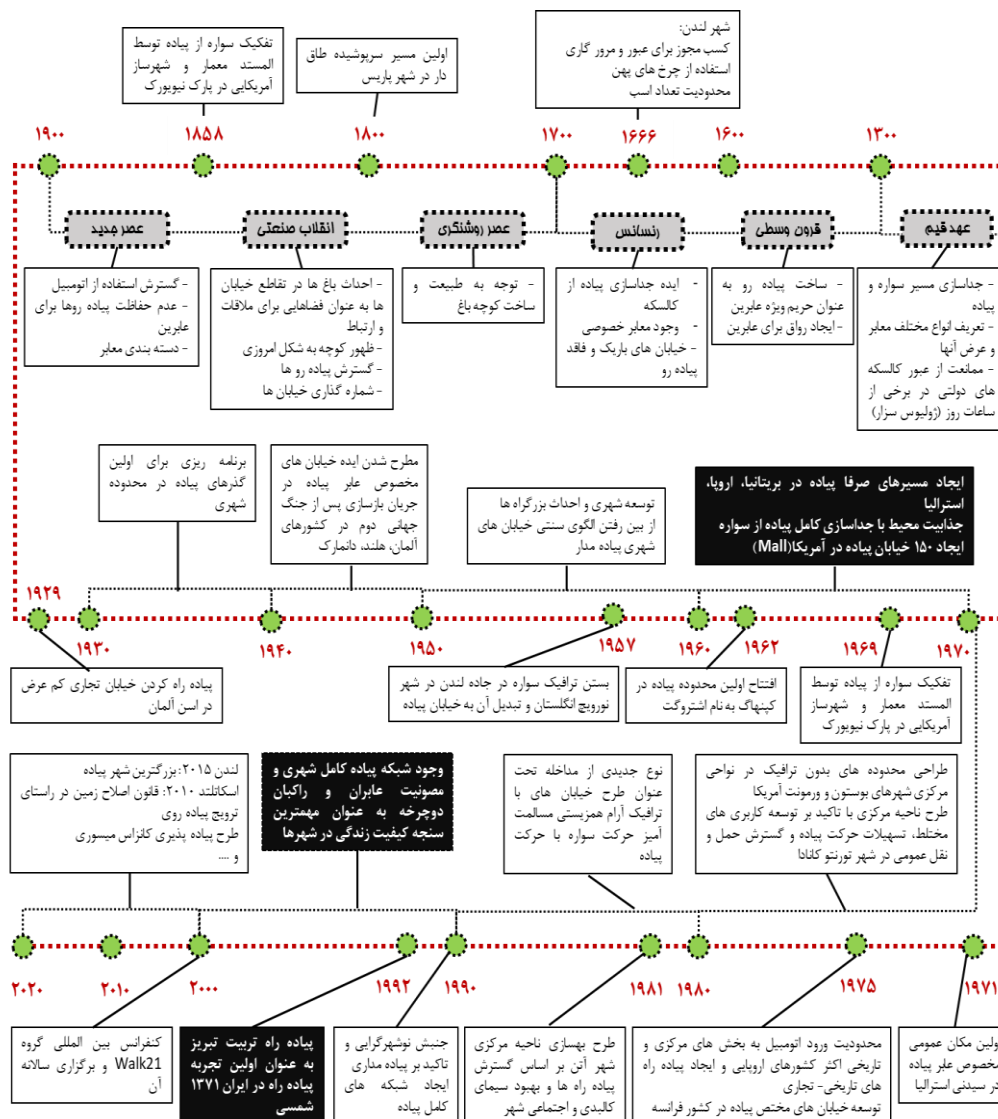 تفکیک سواره از پیاده توسط
المستد معمار و شهرساز
آمریکایی در پارک نیویورک
اولین مسیر سرپوشیده طاق
دار در شهر پاریس
شهر لندن:
کسب مجوز برای عبور و مرور گاری
استفاده از چرخ های پهن
محدودیت تعداد اسب
۱۳۰۰
۱۶۰۰
۱۶۶۶
۱۷۰۰
۱۸۰۰
۱۸۵۸
۱۹۰۰
عهدقیم
قرون وسطی
رنسانس
عصر روشنگری
انقلاب صنعتی
عصر جدید
- جداسازی مسیر سواره و
پیاده
- تعریف انواع مختلف معابر
و عرض آنها
- ممانعت از عبور کالسکه
های دولتی در برخی از
ساعات روز (ژولیوس سزار)
- ساخت پیاده رو به
عنوان حریم ویژه عابرین
- ایجاد رواق برای عابرین
- ایده جداسازی پیاده از
کالسکه
- وجود معابر خصوصی
- خیابان های باریک و فاقد
پیاده رو
- توجه به طبیعت و
ساخت کوچه باغ
- احداث باغ ها در تقاطع خیابان
ها به عنوان فضاهایی برای ملاقات
و ارتباط
- ظهور کوچه به شکل امروزی
- گسترش پیاده رو ها
- شماره گذاری خیابان ها
- گسترش استفاده از اتومبیل
- عدم حفاظت پیاده روها برای
عابرین
- دسته بندی معابر
برنامه ریزی برای اولین
گذرهای پیاده در محدوده
شهری
مطرح شدن ایده خیابان های
مخصوص عابر پیاده در
جریان بازسازی پس از جنگ
جهانی دوم در کشورهای
آلمان، هلند، دانمارک
توسعه شهری و احداث بزرگراه ها
از بین رفتن الگوی سنتی خیابان های
شهری پیاده مدار
ایجاد مسیرهای صرفا پیاده در بریتانیا، اروپا،
استرالیا
جذابیت محیط با جداسازی کامل پیاده از سواره
ایجاد ۱۵۰ خیابان پیاده در آمریکا(Mall)
۱۹۲۹
۱۹۳۰
۱۹۴۰
۱۹۵۰
۱۹۵۷
۱۹۶۰
۱۹۶۲
۱۹۶۹
۱۹۷۰
پیاده راه کردن خیابان تجاری کم عرض
در اسن آلمان
بستن ترافیک سواره در جاده لندن در شهر
نورویچ انگلستان و تبدیل آن به خیابان پیاده
افتتاح اولین محدوده پیاده در
کپنهاگ به نام اشتروگت
تفکیک سواره از پیاده توسط
المستد معمار و شهرساز
آمریکایی در پارک نیویورک
لندن ۲۰۱۵: بزرگترین شهر پیاده
اسکاتلند ۲۰۱۰: قانون اصلاح زمین در راستای
ترویج پیاده روی
طرح پیاده پذیری کانزاس میسوری
و ....
وجود شبکه پیاده کامل شهری و
مصونیت عابران و راکبان
دوچرخه به عنوان مهمترین
سنجه کیفیت زندگی در شهرها
نوع جدیدی از مداخله تحت
عنوان طرح خیابان های با
ترافیک آرام همزیستی مسالمت
آمیز حرکت سواره با حرکت
پیاده
طراحی محدوده های بدون ترافیک در نواحی
مرکزی شهرهای بوستون و ورمونت آمریکا
طرح ناحیه مرکزی با تاکید بر توسعه کاربری های
مختلط، تسهیلات حرکت پیاده و گسترش حمل و
نقل عمومی در شهر تورنتو کانادا
۱۹۷۱
۱۹۷۵
۱۹۸۰
۱۹۸۱
۱۹۹۰
۱۹۹۲
۲۰۰۰
۲۰۱۰
۲۰۲۰
اولین مکان عمومی
مخصوص عابر پیاده
در سیدنی استرالیا
محدودیت ورود اتومبیل به بخش های مرکزی و
تاریخی اکثر کشورهای اروپایی و ایجاد پیاده راه
های تاریخی- تجاری
توسعه خیابان های مختص پیاده در کشور فرانسه
طرح بهسازی ناحیه مرکزی
شهر آتن بر اساس گسترش
پیاده راه ها و بهبود سیمای
کالبدی و اجتماعی شهر
جنبش نوشهرگرایی و
تاکید بر پیاده مداری
ایجاد شبکه های
کامل پیاده
پیاده راه تربیت تبریز
به عنوان اولین تجربه
پیاده راه در ایران ۱۳۷۱
شمسی
کنفرانس بین المللی گروه
Walk21 و برگزاری سالانه
آن